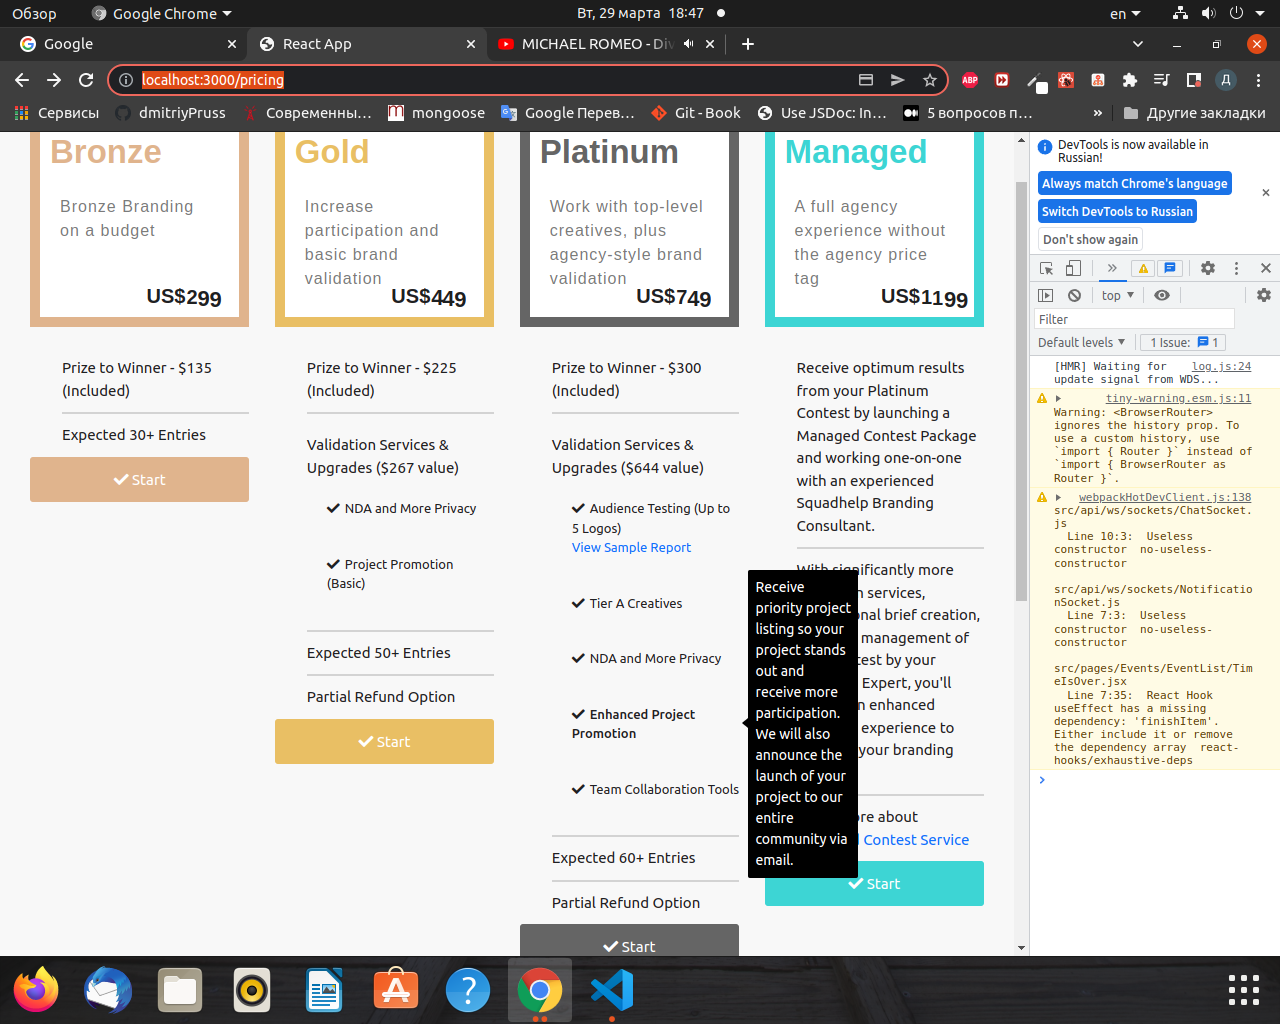 Обзор
Google Chrome
Вт, 29 марта 18:47
en
Google
React App
MICHAEL ROMEO - Div
localhost:3000/pricing
ABP
Д
Сервисы
dmitriyPruss
Современны...
mongoose
Google Перев...
Git - Book
Use JSDoc: In...
5 вопросов п...
»
Другие закладки
Bronze
Bronze Branding
on a budget
US$299
Prize to Winner - $135
(Included)
Expected 30+ Entries
Start
Gold
Increase
participation and
basic brand
validation
US$449
Prize to Winner - $225
(Included)
Validation Services &
Upgrades ($267 value)
NDA and More Privacy
Project Promotion
(Basic)
Expected 50+ Entries
Partial Refund Option
Start
Platinum
Work with top-level
creatives, plus
agency-style brand
validation
US$749
Prize to Winner - $300
(Included)
Validation Services &
Upgrades ($644 value)
Audience Testing (Up to
5 Logos)
View Sample Report
Tier A Creatives
NDA and More Privacy
Enhanced Project
Promotion
Team Collaboration Tools
Expected 60+ Entries
Partial Refund Option
Start
Receive
priority project
listing so your
project stands
out and
receive more
participation.
We will also
announce the
launch of your
project to our
entire
community via
email.
Managed
A full agency
experience without
the agency price
tag
US$1199
Receive optimum results
from your Platinum
Contest by launching a
Managed Contest Package
and working one-on-one
with an experienced
Squadhelp Branding
Consultant.
With significantly more
services,
onal brief creation,
management of
test by your
Expert, you'll
n enhanced
experience to
your branding
re about
Contest Service
Start
DevTools is now available in
Russian!
Always match Chrome's language
Switch DevTools to Russian
Don't show again
top
Filter
Default levels
1 Issue: 1
[HMR] Waiting for log.js:24
update signal from WDS...
tiny-warning.esm.js:11
Warning: <BrowserRouter>
ignores the history prop. To
use a custom history, use
`import { Router }` instead of
`import { BrowserRouter as
Router }`.
webpackHotDevClient.js:138
src/api/ws/sockets/ChatSocket.
js
Line 10:3: Useless
constructor no-useless-
constructor
src/api/ws/sockets/Notificatio
nSocket.js
Line 7:3: Useless
constructor no-useless-
constructor
src/pages/Events/EventList/Tim
eIsOver.jsx
Line 7:35: React Hook
useEffect has a missing
dependency: 'finishItem'.
Either include it or remove
the dependency array react-
hooks/exhaustive-deps